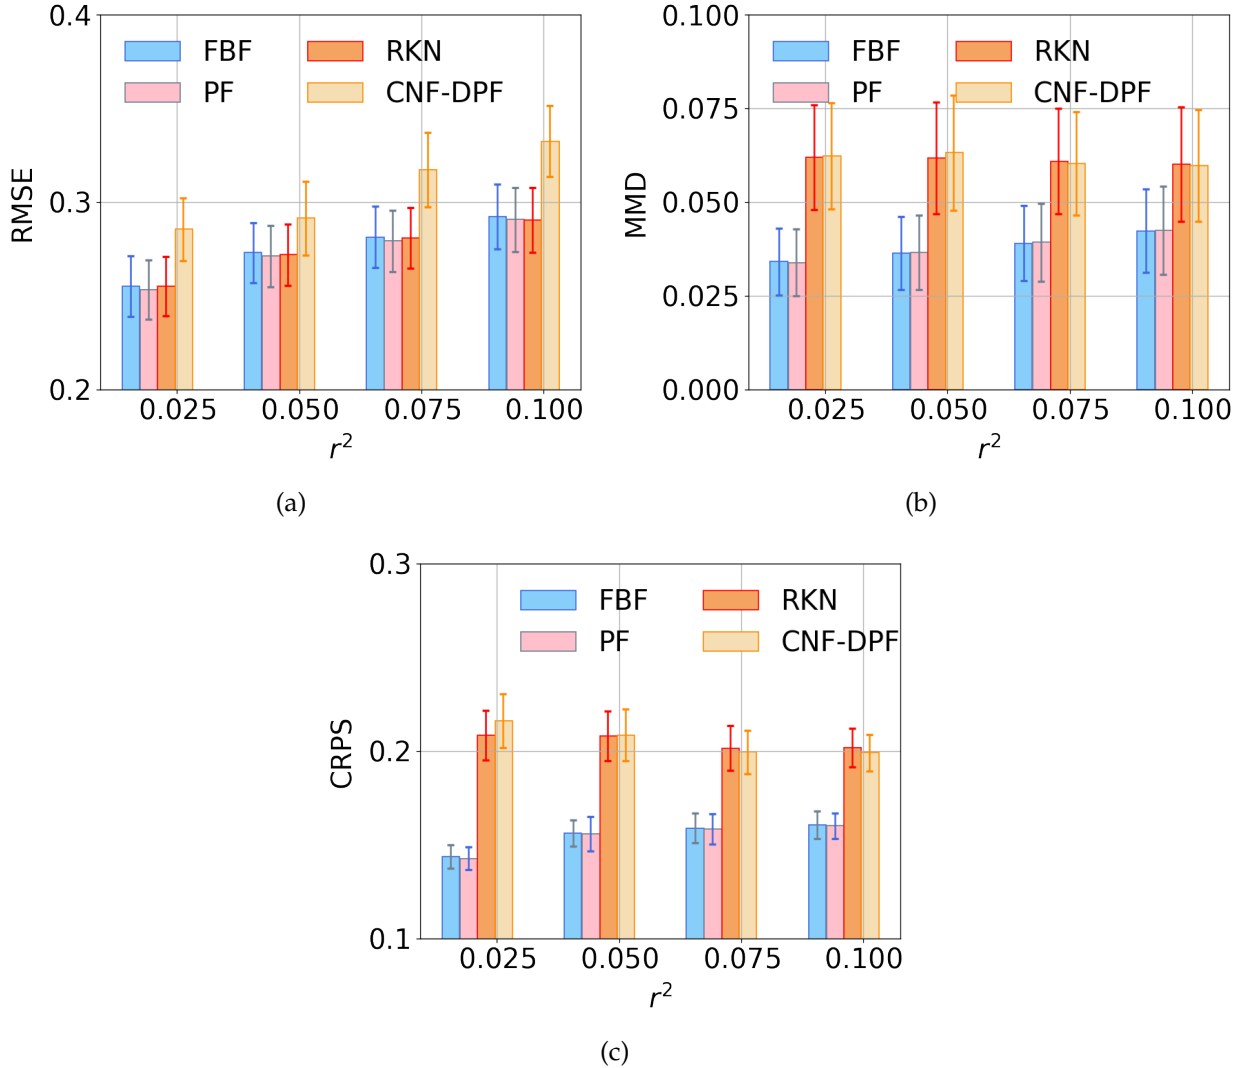 0.4
0.3
0.2
RMSE
FBF
PF
RKN
CNF-DPF
0.025 0.050 0.075 0.100
r²
(a)
0.100
0.075
0.050
0.025
0.000
MMD
FBF
PF
RKN
CNF-DPF
0.025 0.050 0.075 0.100
r²
(b)
0.3
0.2
0.1
CRPS
FBF
PF
RKN
CNF-DPF
0.025 0.050 0.075 0.100
r²
(c)